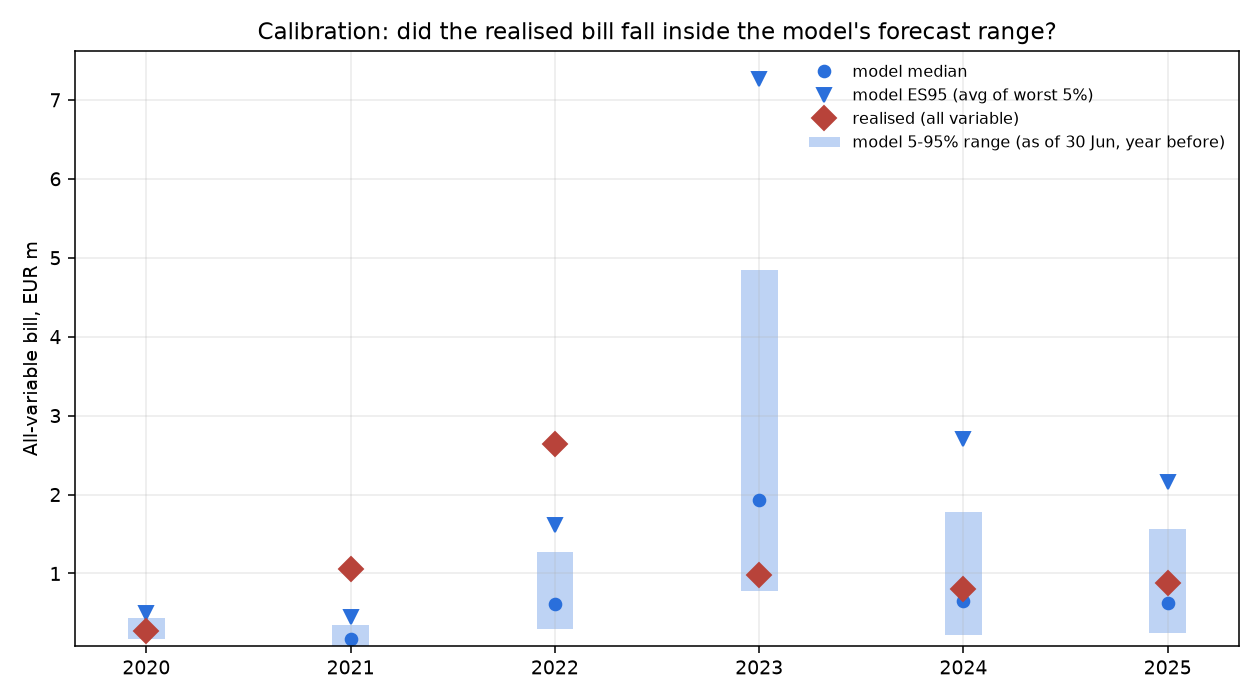 Calibration: did the realised bill fall inside the model's forecast range?
model median
model ES95 (avg of worst 5%)
realised (all variable)
model 5-95% range (as of 30 Jun, year before)
All-variable bill, EUR m
7
6
5
4
3
2
1
2020 2021 2022 2023 2024 2025